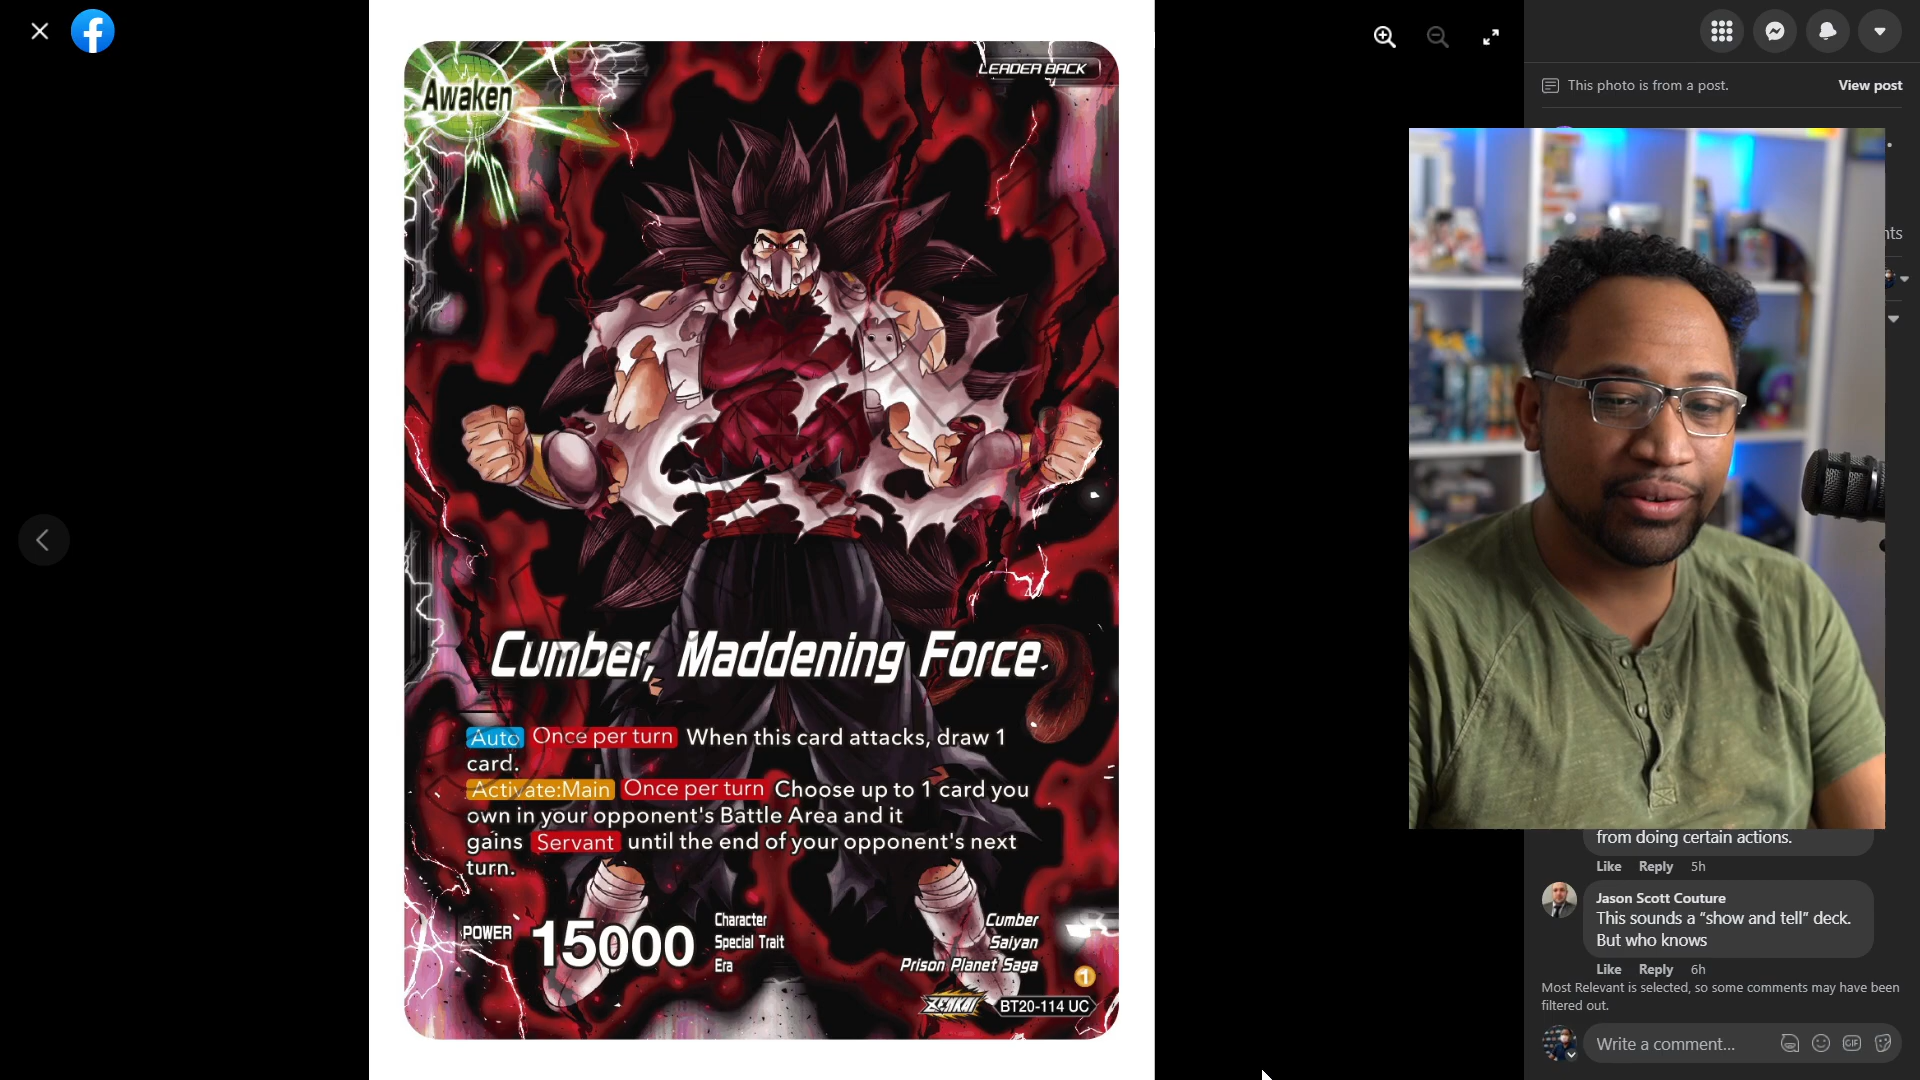 Awaken
LEADER BACK
Cumber, Maddening Force
Auto Once per turn When this card attacks, draw 1
card.
Activate:Main Once per turn Choose up to 1 card you
own in your opponent's Battle Area and it
gains Servant until the end of your opponent's next
turn.
POWER 15000
Character Cumber
Special Trait Saiyan
Era Prison Planet Saga
1
ZENKAI BT20-114 UC
This photo is from a post. View post
nts
from doing certain actions.
Like Reply 5h
Jason Scott Couture
This sounds a “show and tell” deck.
But who knows
Like Reply 6h
Most Relevant is selected, so some comments may have been
filtered out.
Write a comment...
GIF